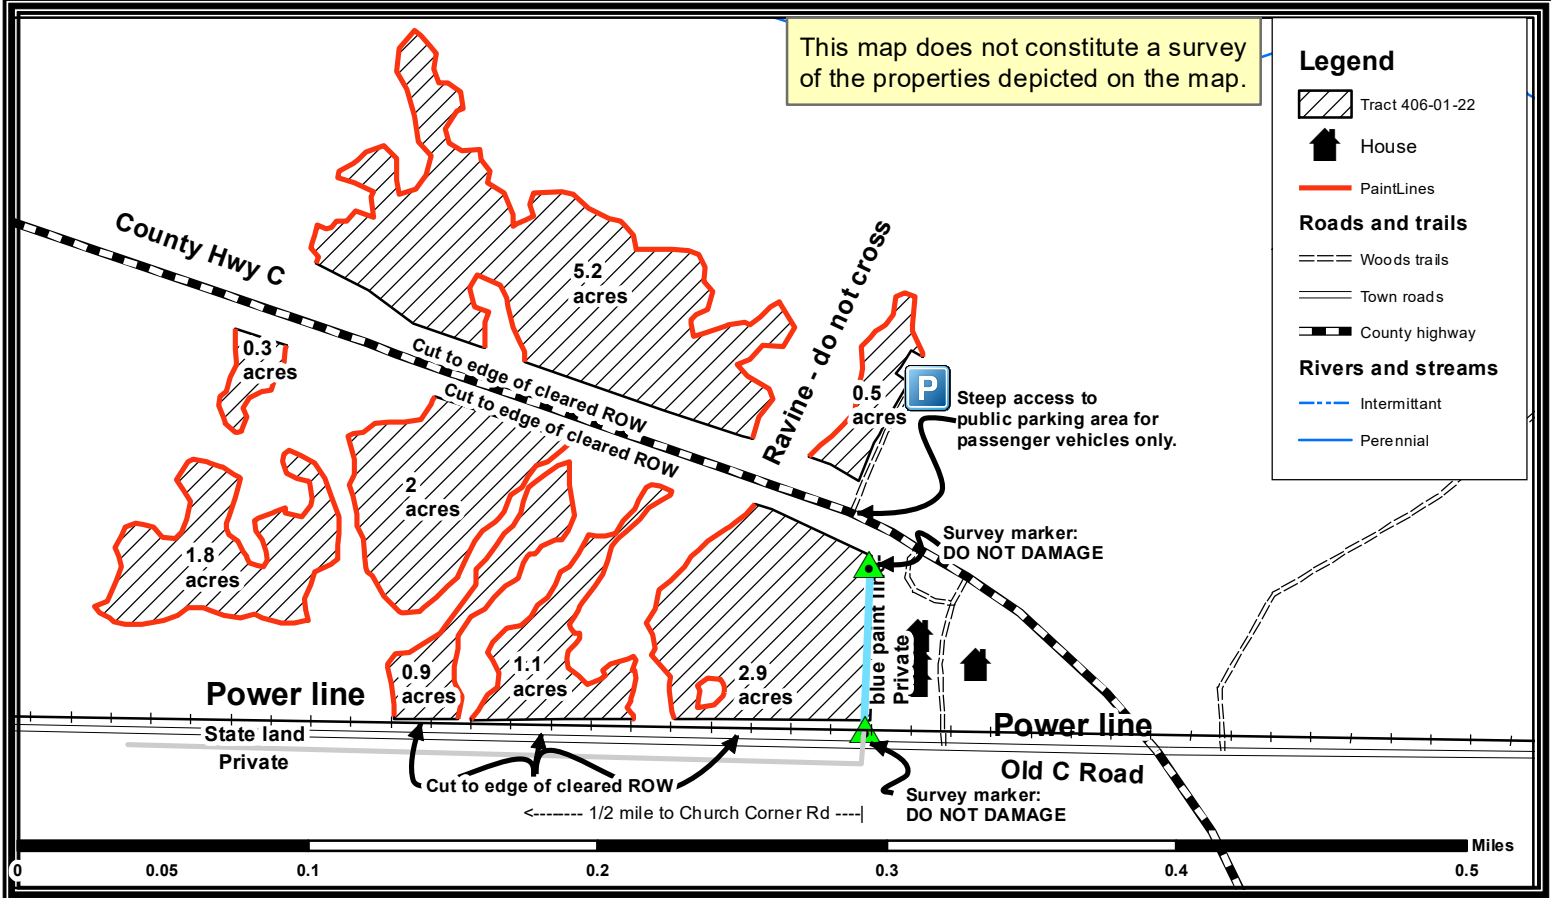 This map does not constitute a survey
of the properties depicted on the map.
Legend
Tract 406-01-22
House
PaintLines
Roads and trails
Woods trails
Town roads
County highway
Rivers and streams
Intermittant
Perennial
County Hwy C
5.2
acres
Ravine - do not cross
0.3
acres
Cut to edge of cleared ROW
Cut to edge of cleared ROW
0.5
acres
P
Steep access to
public parking area for
passenger vehicles only.
2
acres
1.8
acres
Survey marker:
DO NOT DAMAGE
blue paint line
Private
0.9
acres
1.1
acres
2.9
acres
Power line
Power line
State land
Private
Old C Road
Cut to edge of cleared ROW
Survey marker:
DO NOT DAMAGE
<-------- 1/2 mile to Church Corner Rd ----|
Miles
0 0.05 0.1 0.2 0.3 0.4 0.5